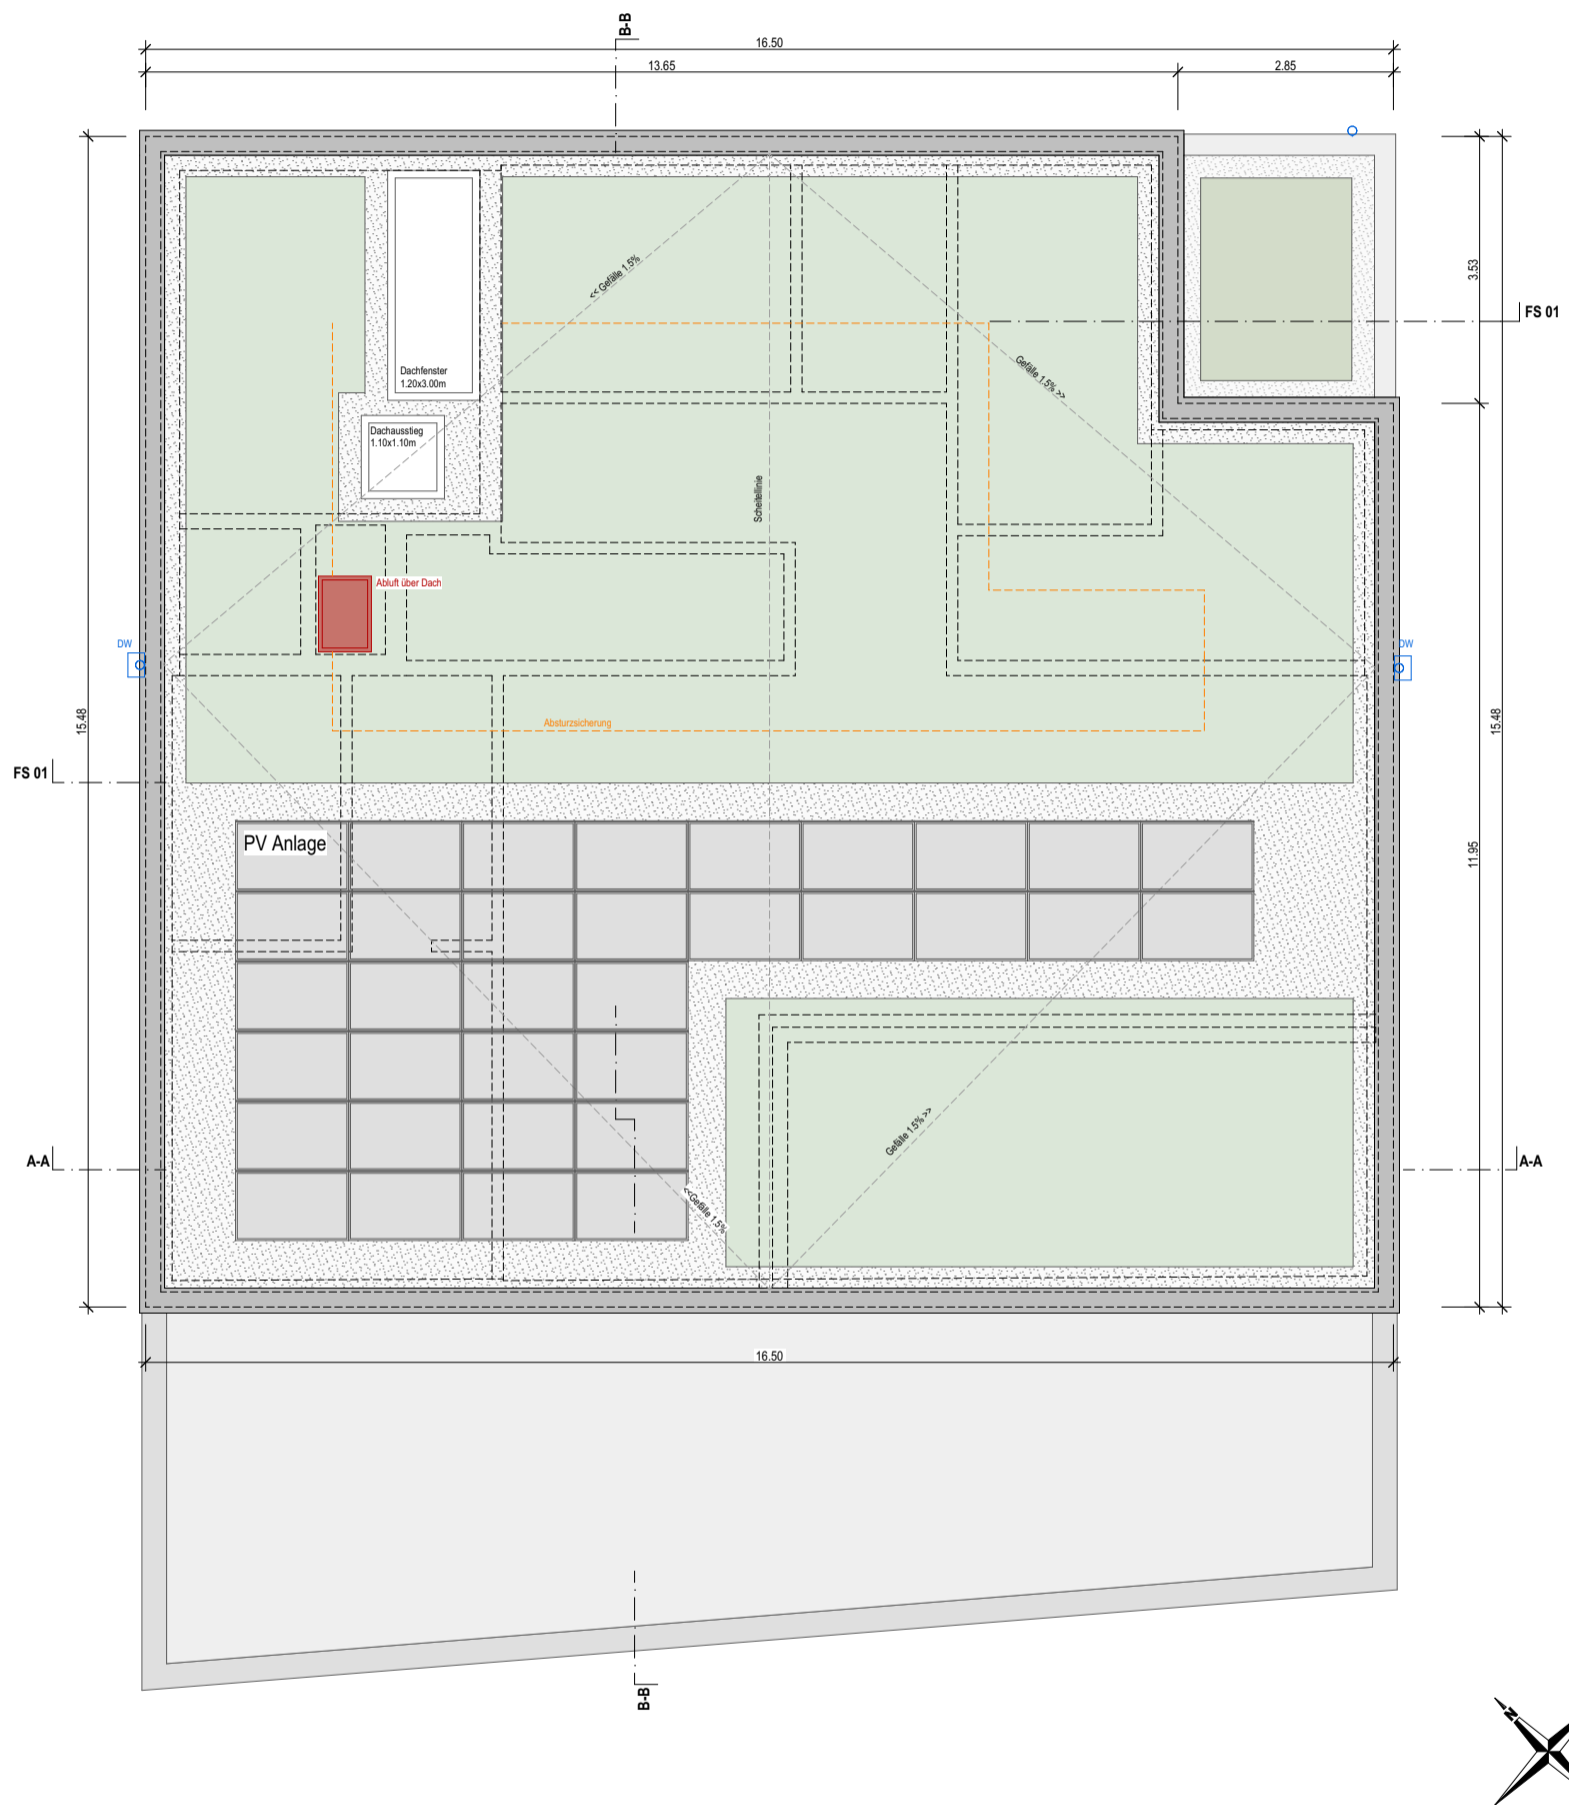 B-B
16.50
13.65
2.85
<< Gefälle 1.5%
3.53
FS 01
Gefälle 1.5% >>
Dachfenster
1.20x3.00m
Dachausstieg
1.10x1.10m
Scheitellinie
Abluft über Dach
DW
DW
15.48
Absturzsicherung
15.48
FS 01
PV Anlage
11.95
Gefälle 1.5% >>
A-A
A-A
<<Gefälle 1.5%
16.50
B-B
N